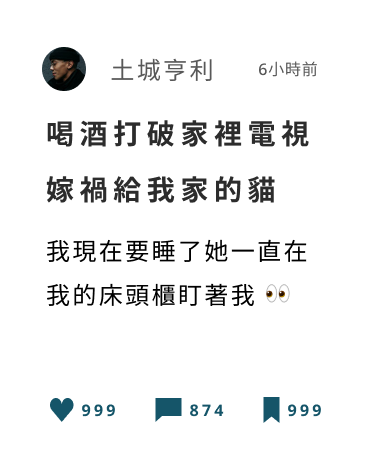 土城亨利
6小時前
喝酒打破家裡電視
嫁禍給我家的貓
我現在要睡了她一直在
我的床頭櫃盯著我 👀
999
874
999